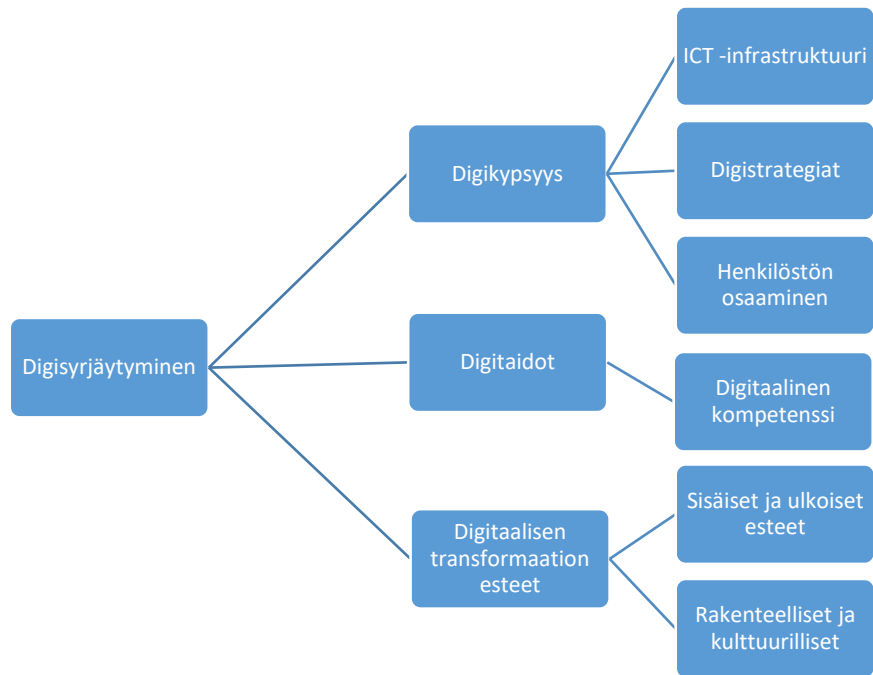 ICT -infrastruktuuri
Digikypsyys
Digistrategiat
Henkilöstön
osaaminen
Digisyrjäytyminen
Digitaidot
Digitaalinen
kompetenssi
Digitaalisen
transformaation
esteet
Sisäiset ja ulkoiset
esteet
Rakenteelliset ja
kulttuurilliset